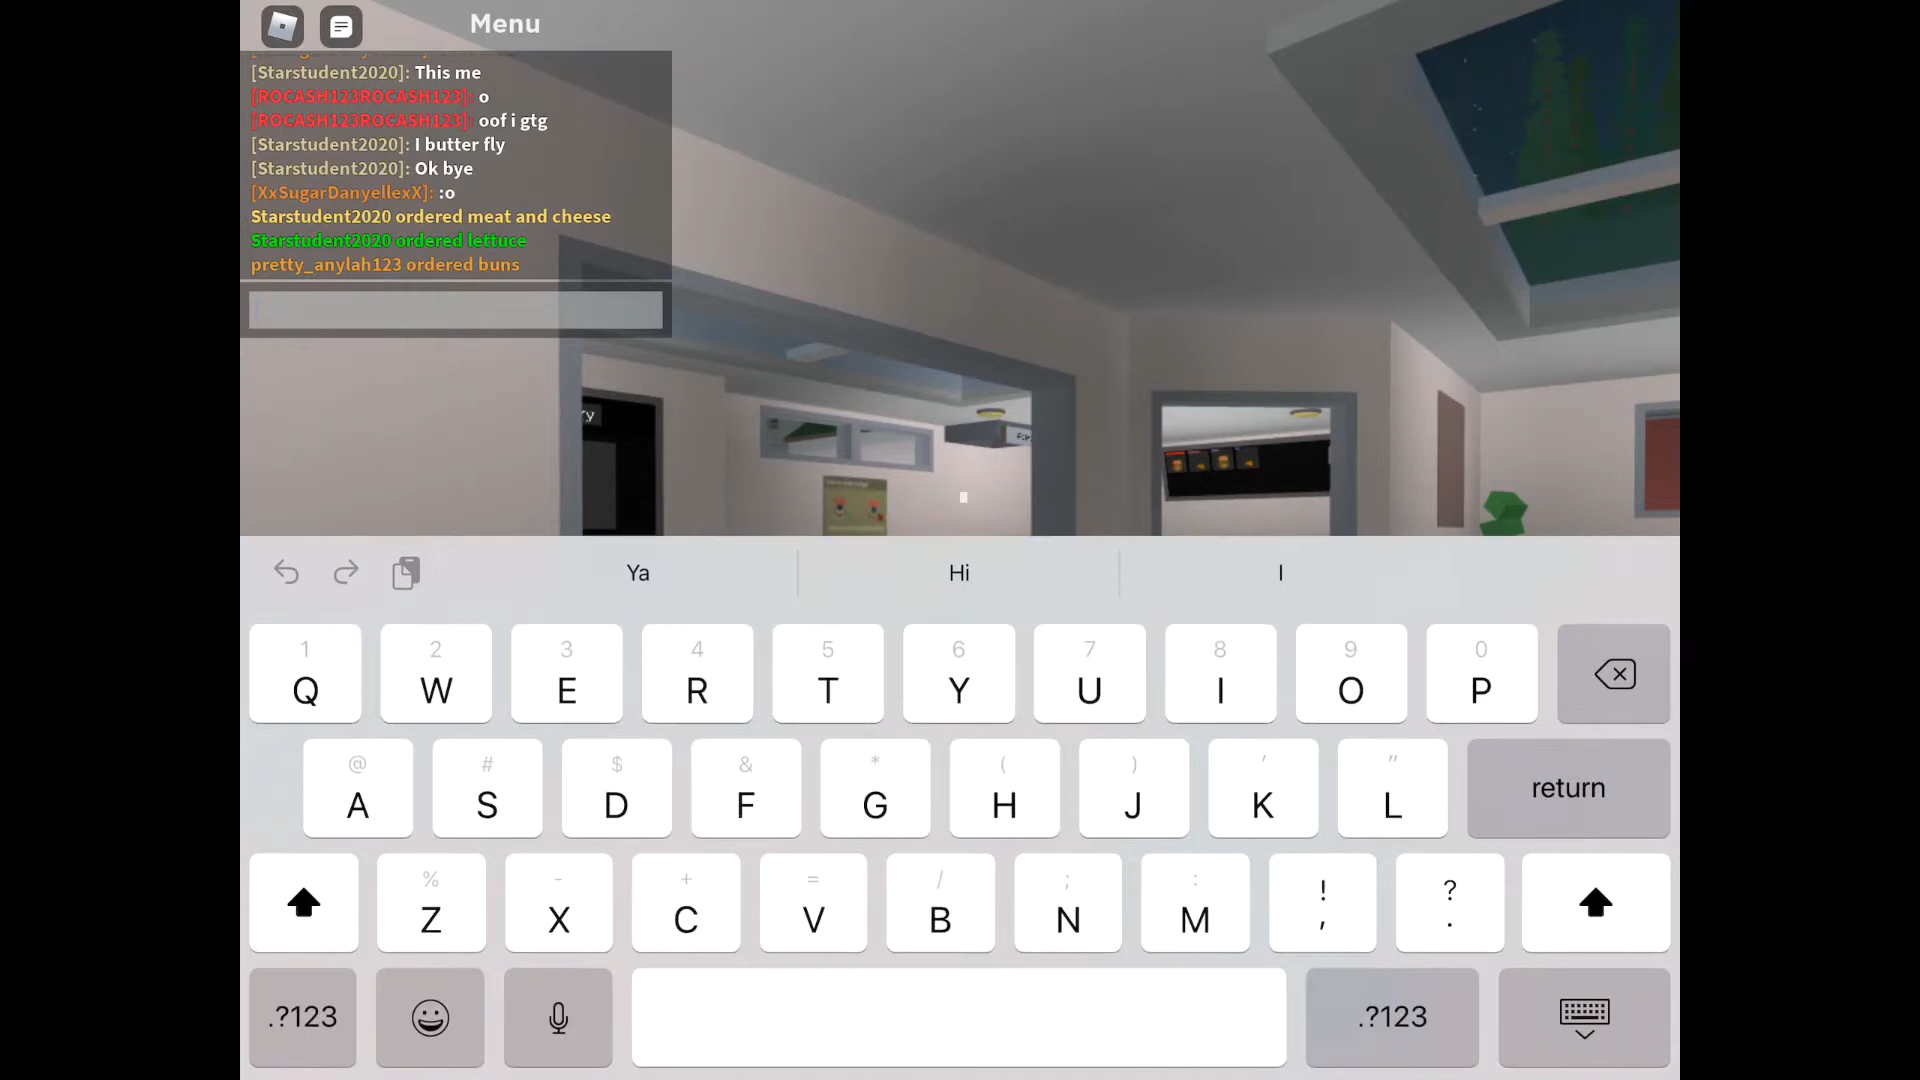 Menu
[Starstudent2020]: This me
[ROCASH123ROCASH123]: o
[ROCASH123ROCASH123]: oof i gtg
[Starstudent2020]: I butter fly
[Starstudent2020]: Ok bye
[XxSugarDanyellexX]: :o
Starstudent2020 ordered meat and cheese
Starstudent2020 ordered lettuce
pretty_anylah123 ordered buns
Ya Hi I
1 2 3 4 5 6 7 8 9 0
Q W E R T Y U I O P
@ # $ & * ( ) ' "
A S D F G H J K L return
% - + = / ; : ! ?
Z X C V B N M , .
.?123 .?123